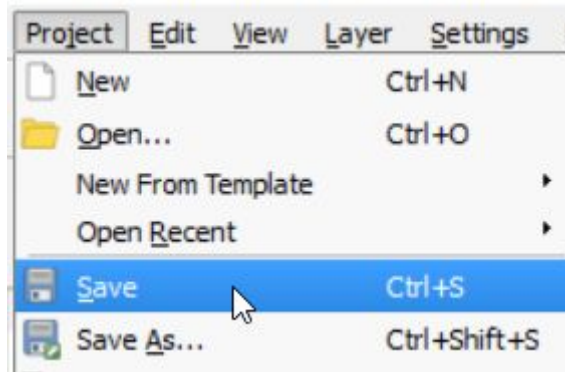 Project Edit View Layer Settings
New Ctrl+N
Open... Ctrl+O
New From Template
Open Recent
Save Ctrl+S
Save As... Ctrl+Shift+S